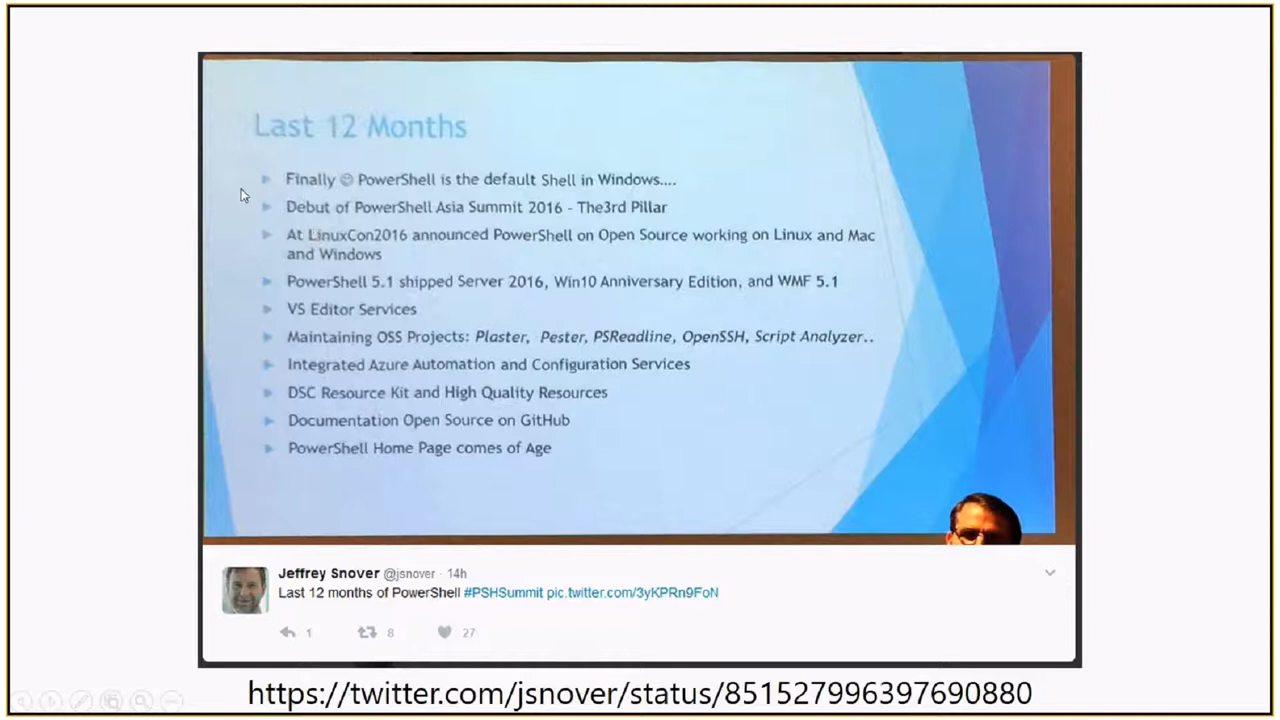 Last 12 Months
Finally ☺ PowerShell is the default Shell in Windows....
Debut of PowerShell Asia Summit 2016 - The3rd Pillar
At LinuxCon2016 announced PowerShell on Open Source working on Linux and Mac
and Windows
PowerShell 5.1 shipped Server 2016, Win10 Anniversary Edition, and WMF 5.1
VS Editor Services
Maintaining OSS Projects: Plaster, Pester, PSReadline, OpenSSH, Script Analyzer..
Integrated Azure Automation and Configuration Services
DSC Resource Kit and High Quality Resources
Documentation Open Source on GitHub
PowerShell Home Page comes of Age
Jeffrey Snover @jsnover · 14h
Last 12 months of PowerShell #PSHSummit pic.twitter.com/3yKPRn9FoN
1 8 27
https://twitter.com/jsnover/status/851527996397690880